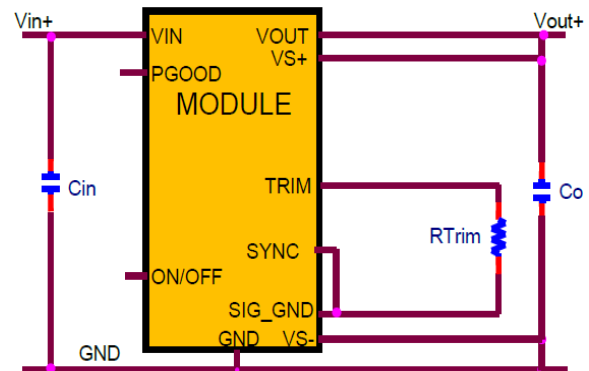 Vin+
Vout+
VIN
VOUT
VS+
PGOOD
MODULE
Cin
TRIM
Co
RTrim
SYNC
ON/OFF
SIG_GND
GND
VS-
GND